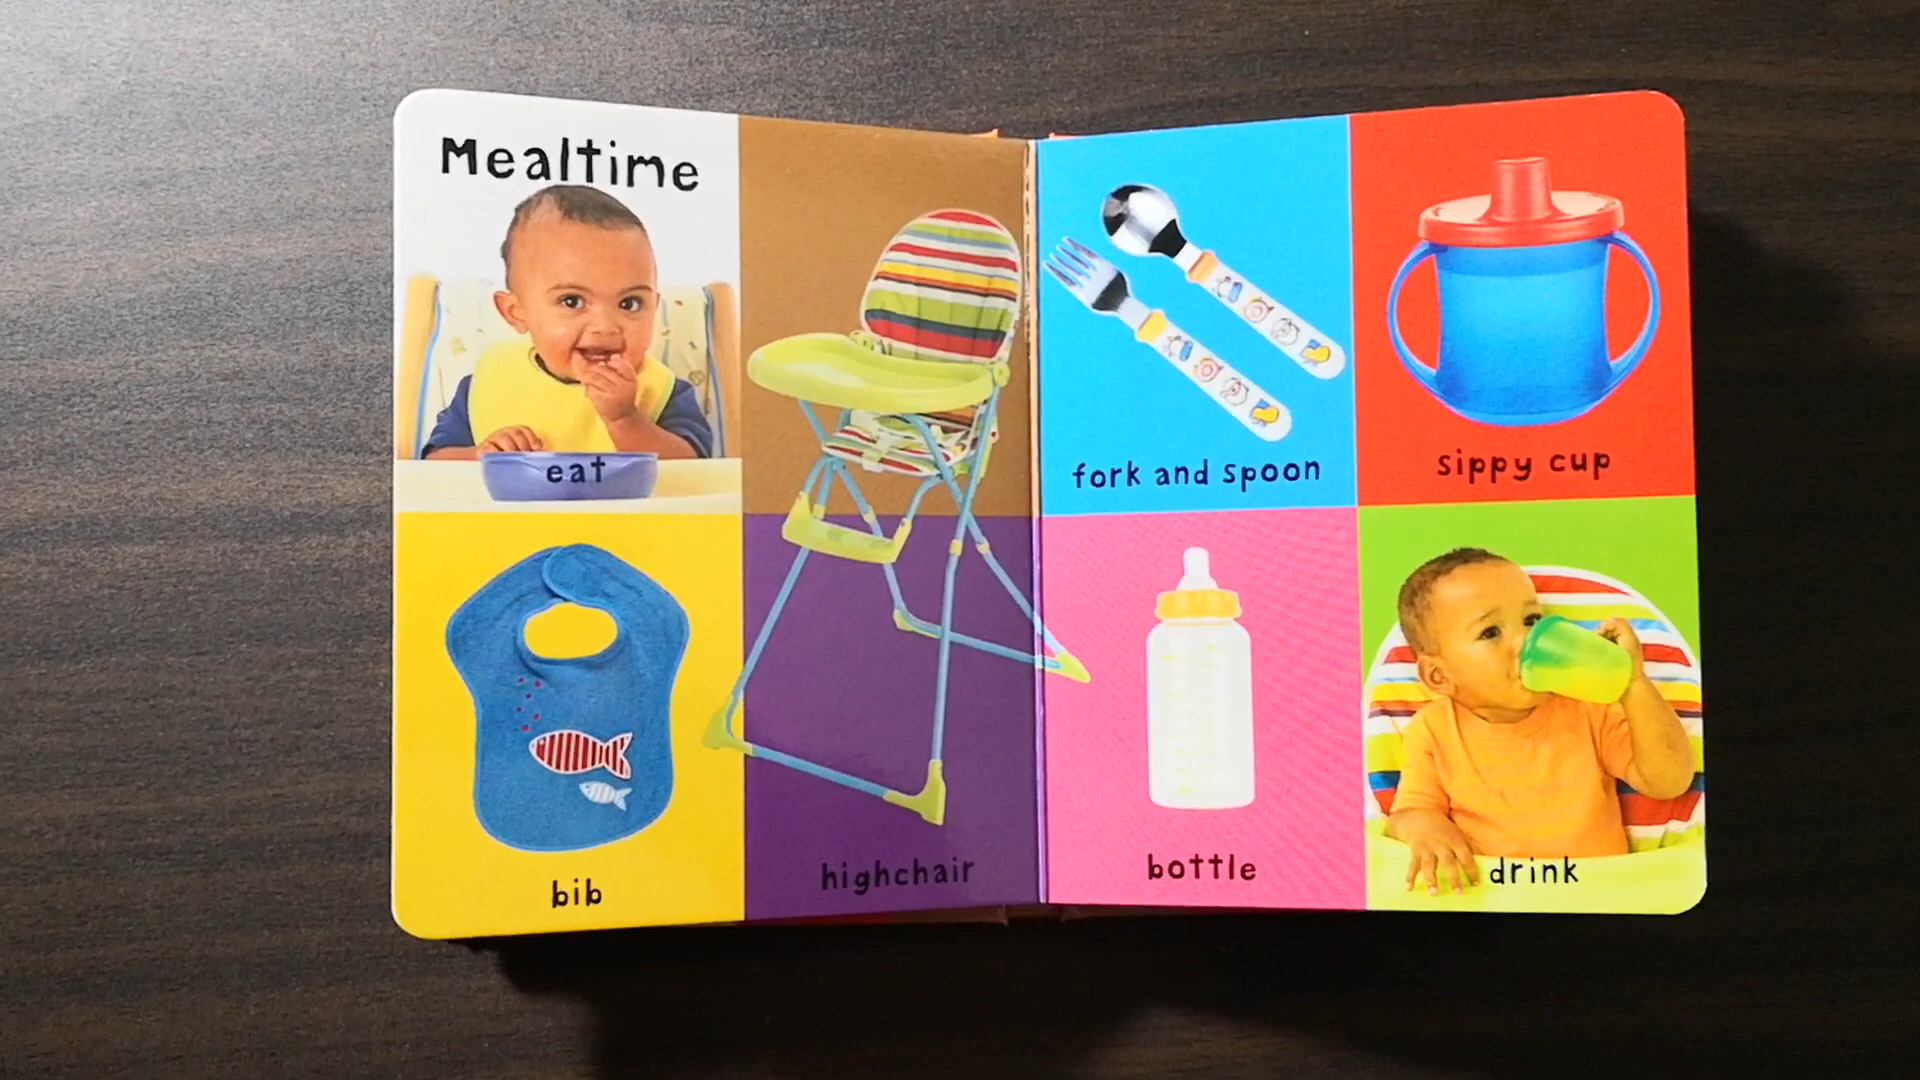 Mealtime
eat
bib
highchair
fork and spoon
sippy cup
bottle
drink